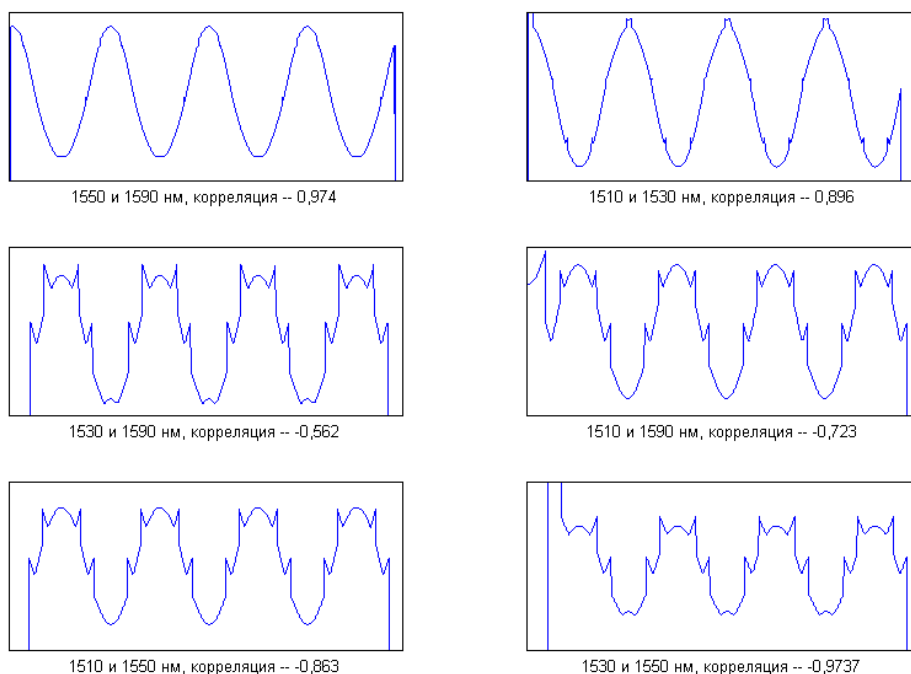 1550 и 1590 нм, корреляция -- 0,974
1510 и 1530 нм, корреляция -- 0,896
1530 и 1590 нм, корреляция -- -0,562
1510 и 1590 нм, корреляция -- -0,723
1510 и 1550 нм, корреляция -- -0,863
1530 и 1550 нм, корреляция -- -0,9737